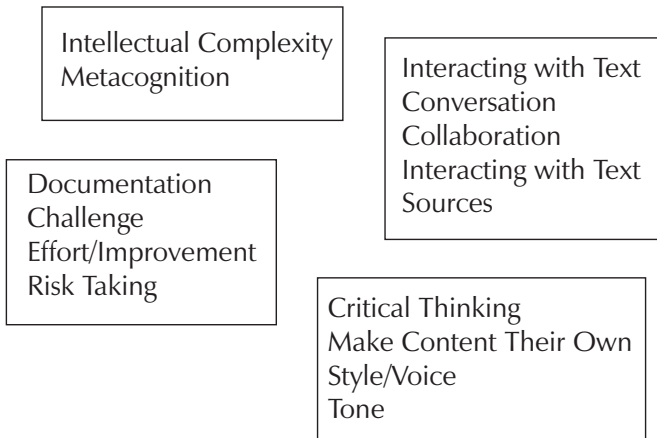 Intellectual Complexity
Metacognition
Interacting with Text
Conversation
Collaboration
Interacting with Text
Sources
Documentation
Challenge
Effort/Improvement
Risk Taking
Critical Thinking
Make Content Their Own
Style/Voice
Tone